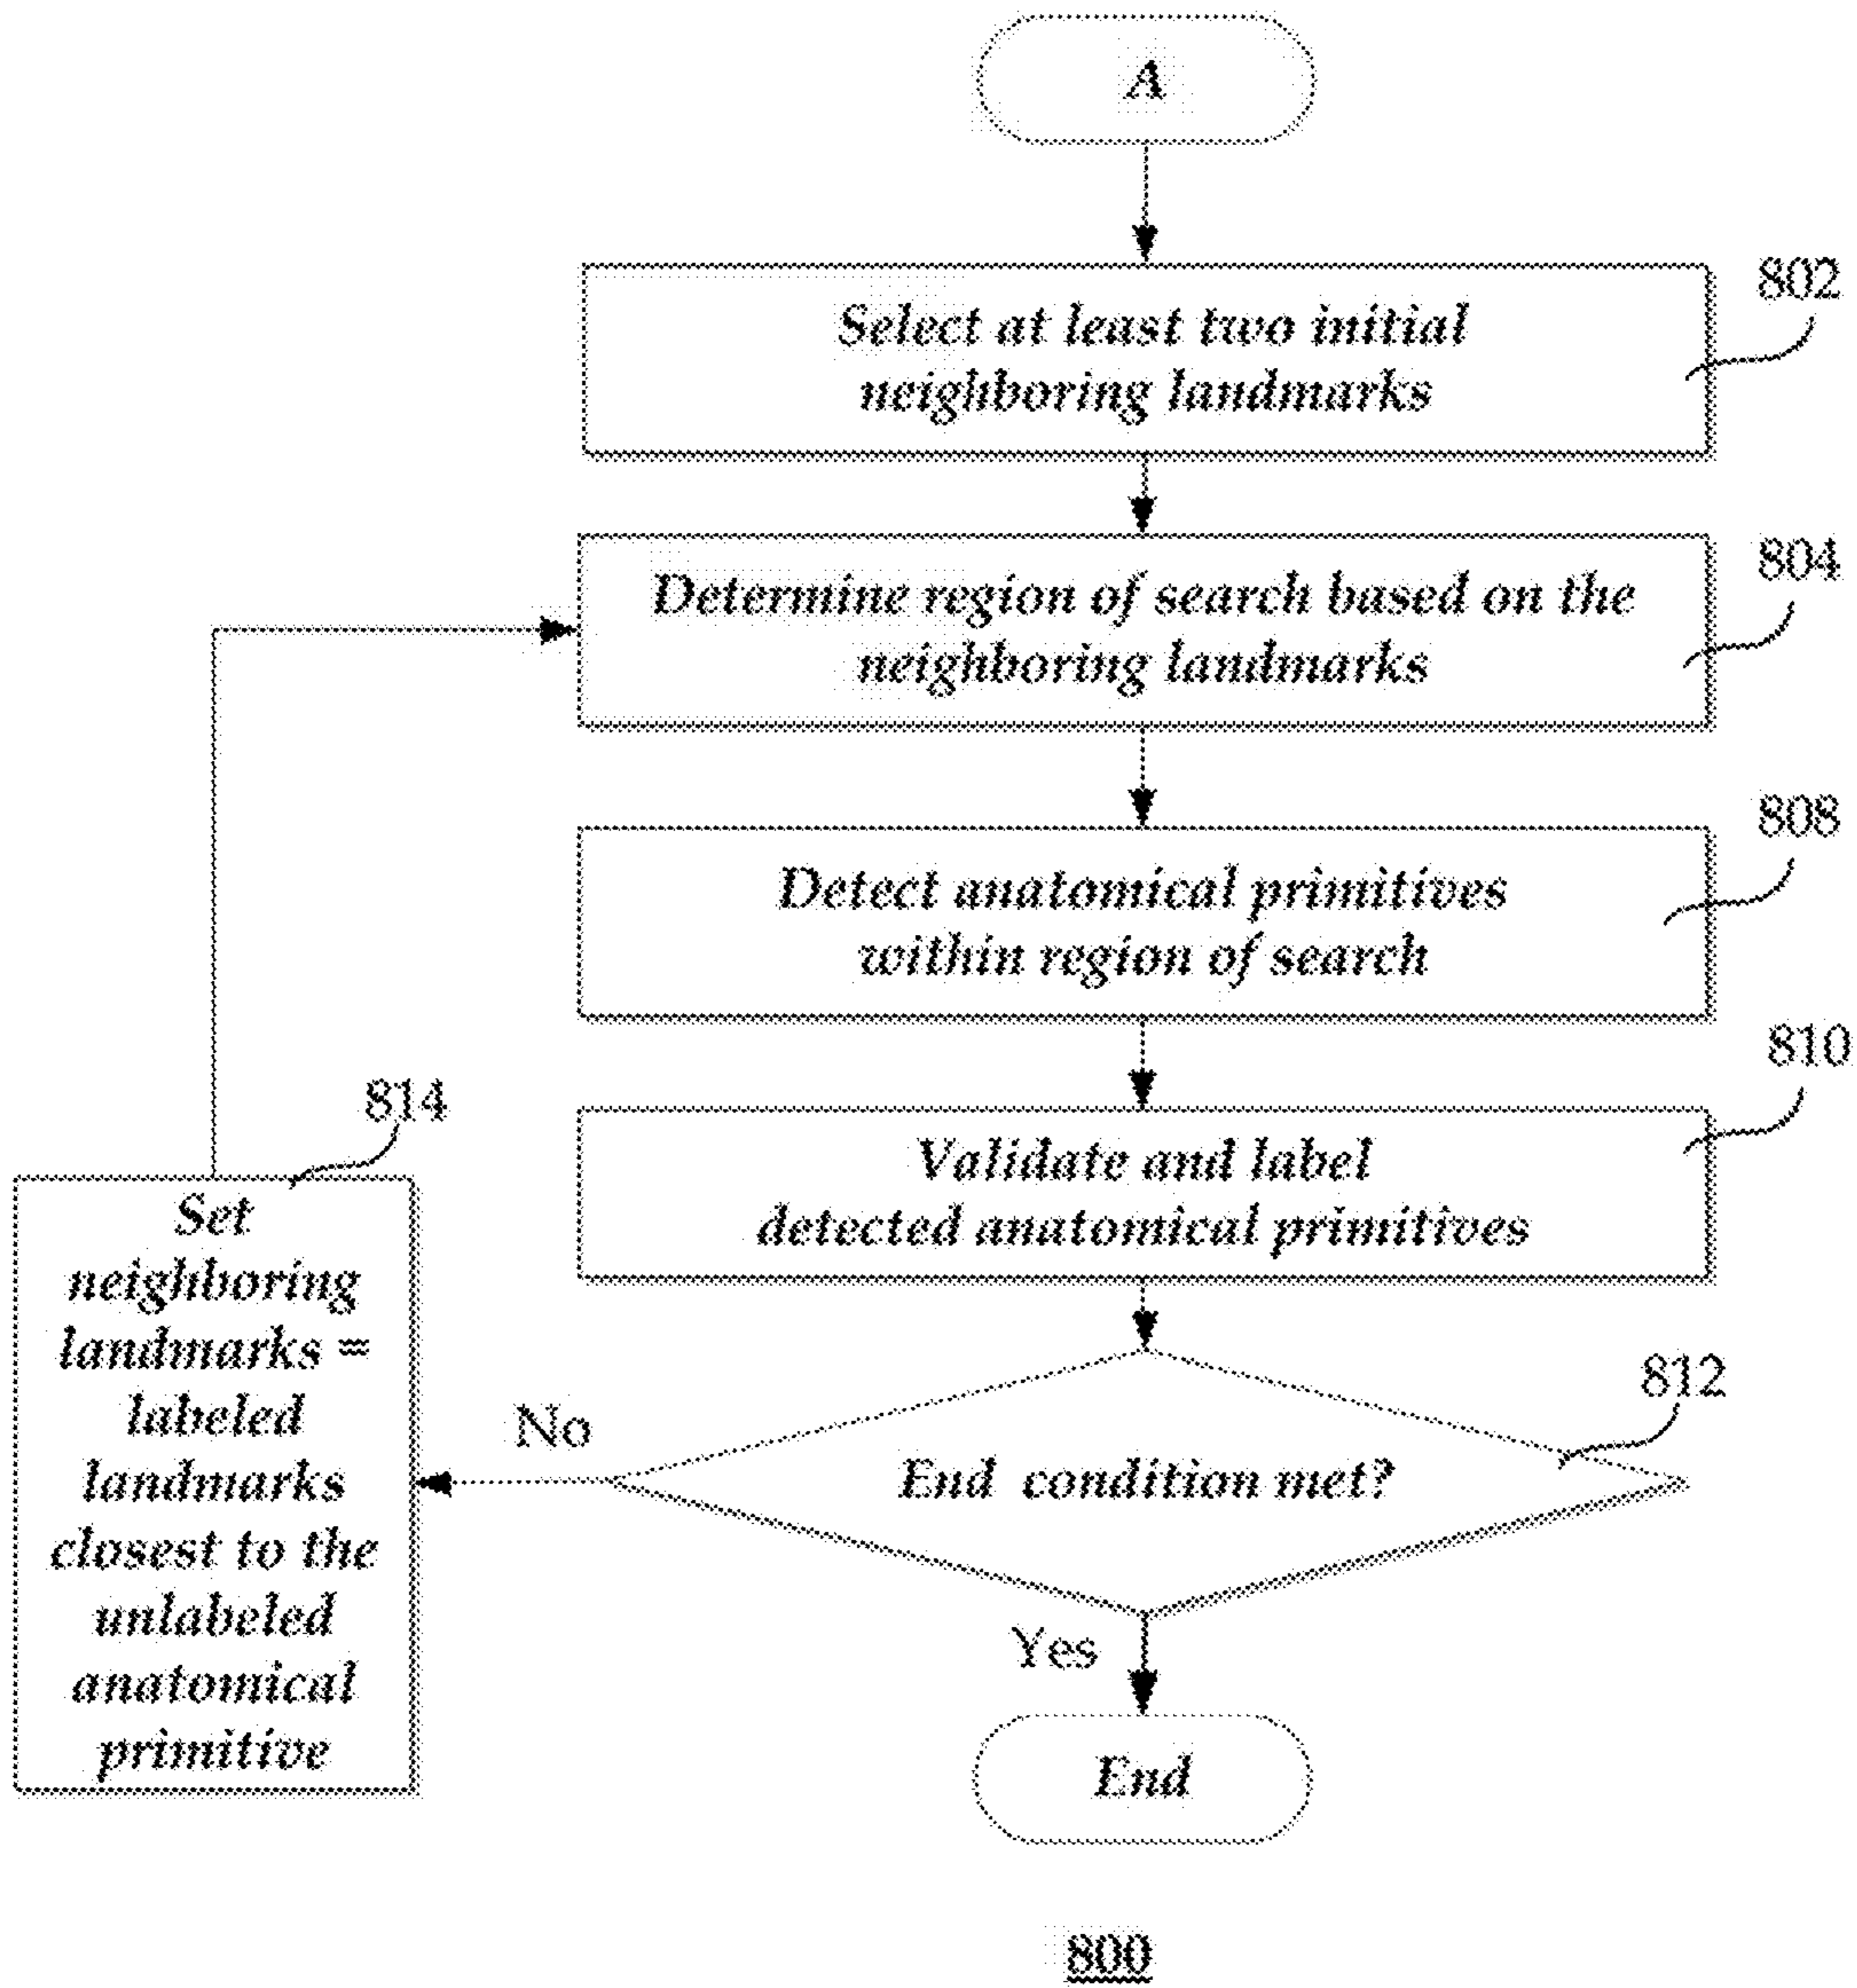 A
802
Select at least two initial
neighboring landmarks
804
Determine region of search based on the
neighboring landmarks
808
Detect anatomical primitives
within region of search
810
Validate and label
detected anatomical primitives
814
Set
neighboring
landmarks =
labeled
landmarks
closest to the
unlabeled
anatomical
primitive
812
No
End condition met?
Yes
End
800